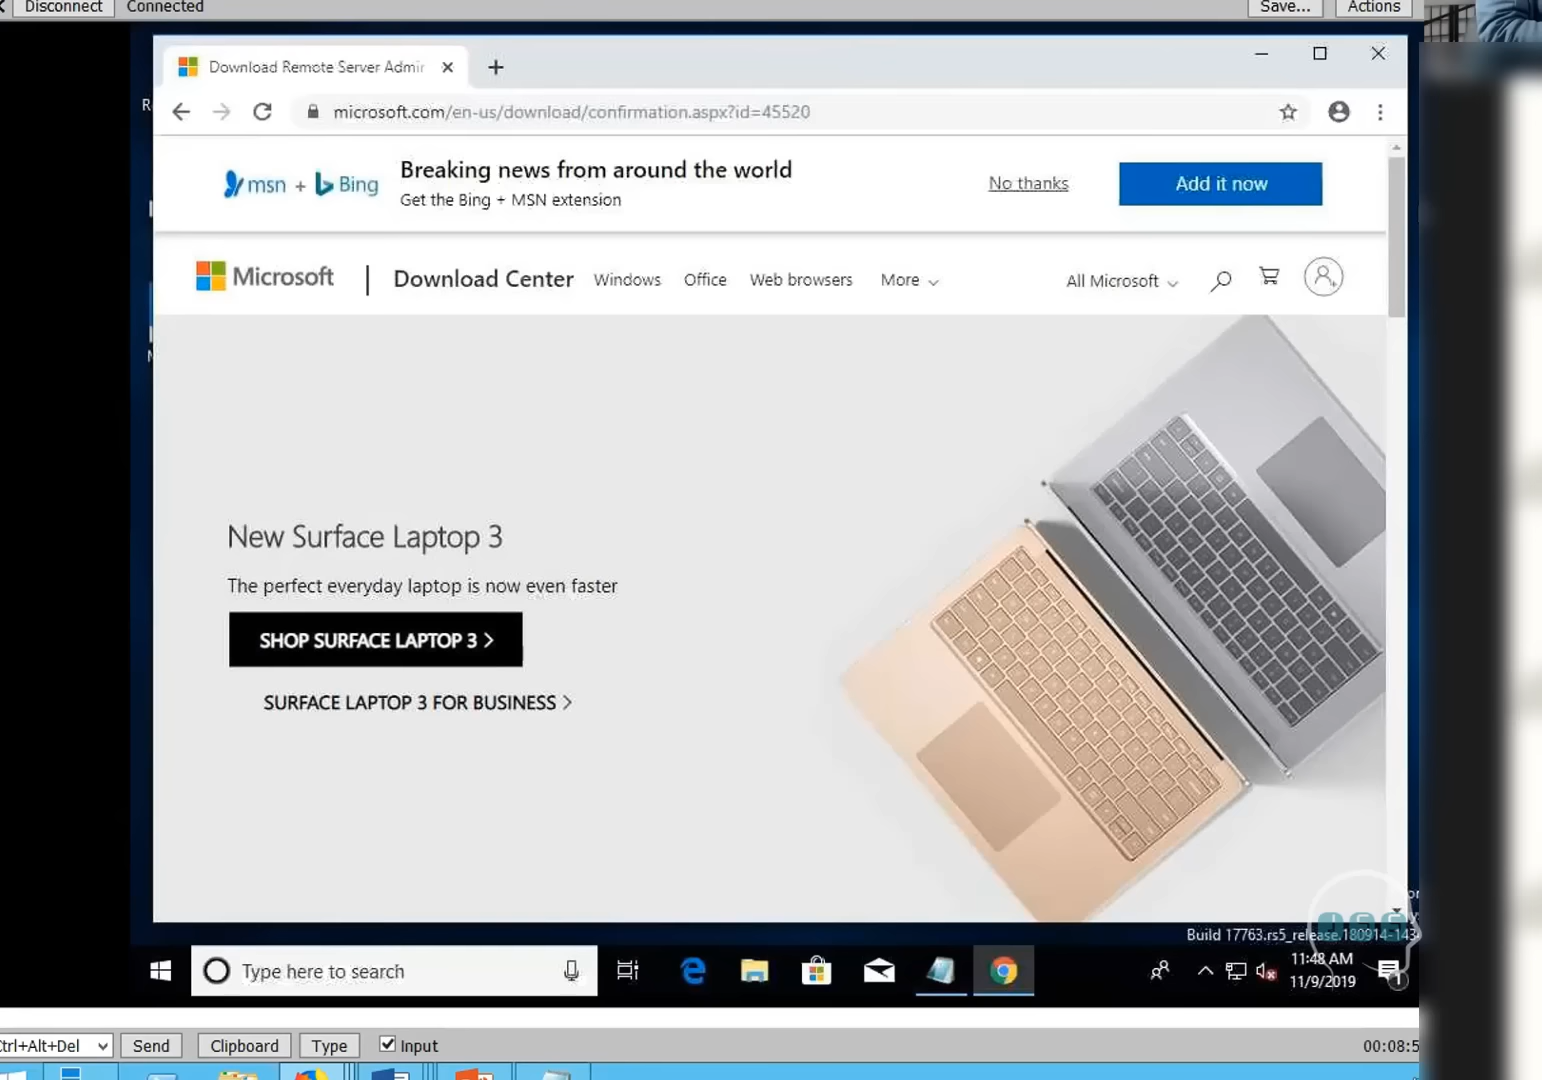 Disconnect Connected Save... Actions
Download Remote Server Admir
microsoft.com/en-us/download/confirmation.aspx?id=45520
msn + Bing
Breaking news from around the world
Get the Bing + MSN extension
No thanks
Add it now
Microsoft | Download Center Windows Office Web browsers More All Microsoft
New Surface Laptop 3
The perfect everyday laptop is now even faster
SHOP SURFACE LAPTOP 3 >
SURFACE LAPTOP 3 FOR BUSINESS >
Build 17763.rs5_release.180914-143
Type here to search
11:48 AM
11/9/2019
1
Ctrl+Alt+Del Send Clipboard Type Input 00:08:5